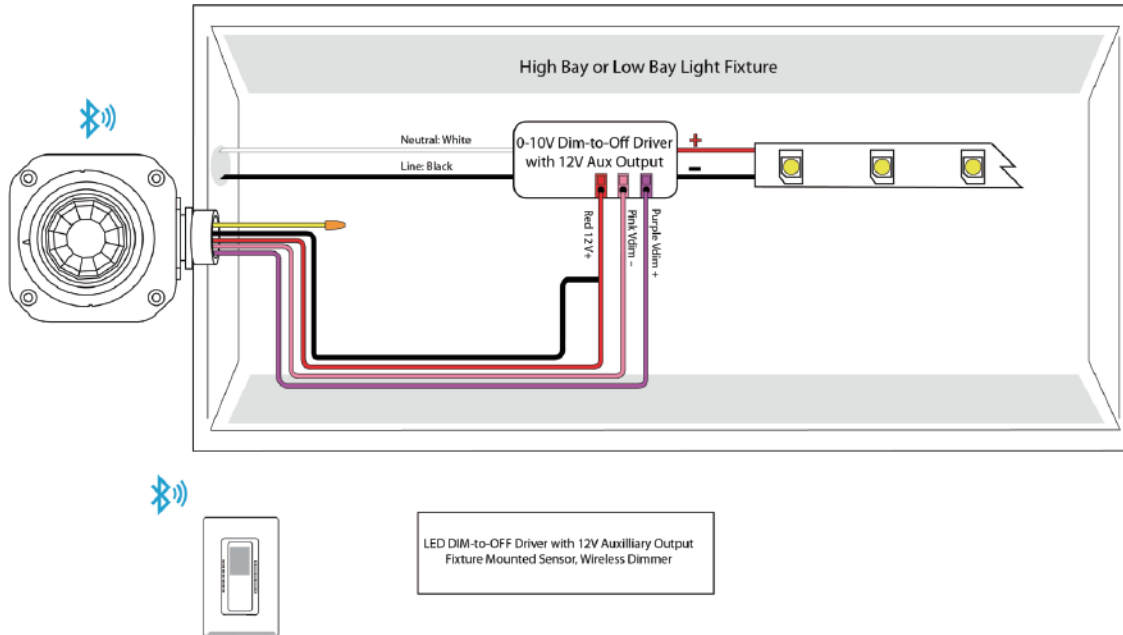 High Bay or Low Bay Light Fixture
Neutral: White
0-10V Dim-to-Off Driver
with 12V Aux Output
Line: Black
+
–
Red 12 V+
Pink Vdim –
Purple Vdim +
LED DIM-to-OFF Driver with 12V Auxilliary Output
Fixture Mounted Sensor, Wireless Dimmer